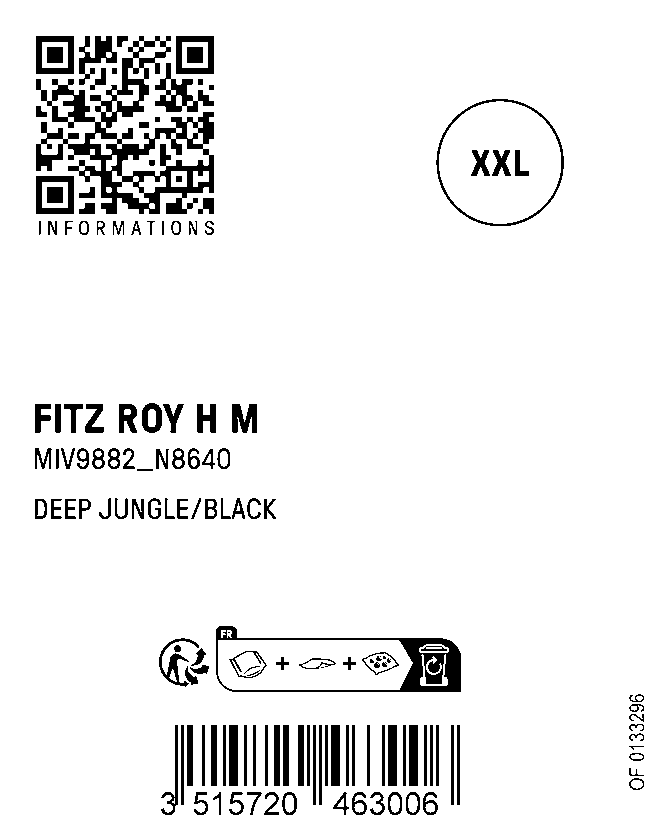 INFORMATIONS
XXL
FITZ ROY H M
MIV9882_N8640
DEEP JUNGLE/BLACK
FR
3 515720 463006
OF 0133296